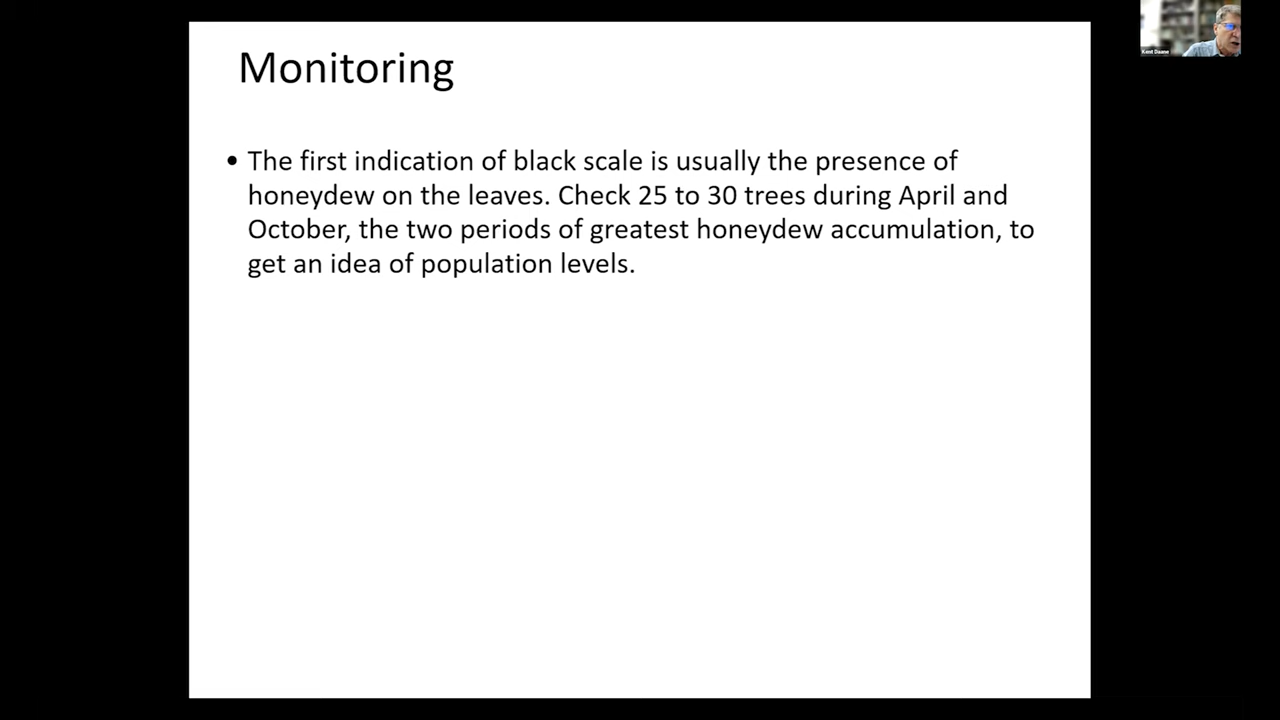 Monitoring
• The first indication of black scale is usually the presence of
honeydew on the leaves. Check 25 to 30 trees during April and
October, the two periods of greatest honeydew accumulation, to
get an idea of population levels.
Kent Daane